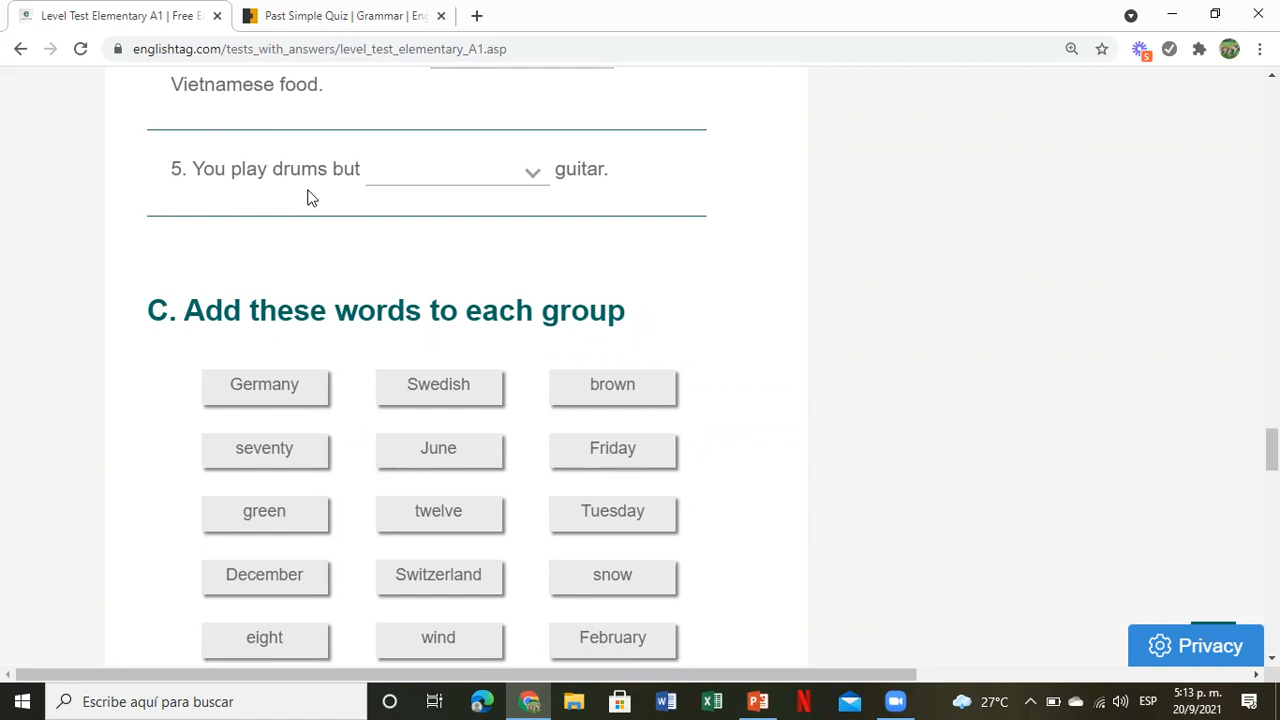 Level Test Elementary A1 | Free E
Past Simple Quiz | Grammar | Eng
englishtag.com/tests_with_answers/level_test_elementary_A1.asp
5
Vietnamese food.
5. You play drums but guitar.
C. Add these words to each group
Germany Swedish brown
seventy June Friday
green twelve Tuesday
December Switzerland snow
eight wind February
Privacy
Escribe aquí para buscar
27°C
ESP
5:13 p. m.
20/9/2021